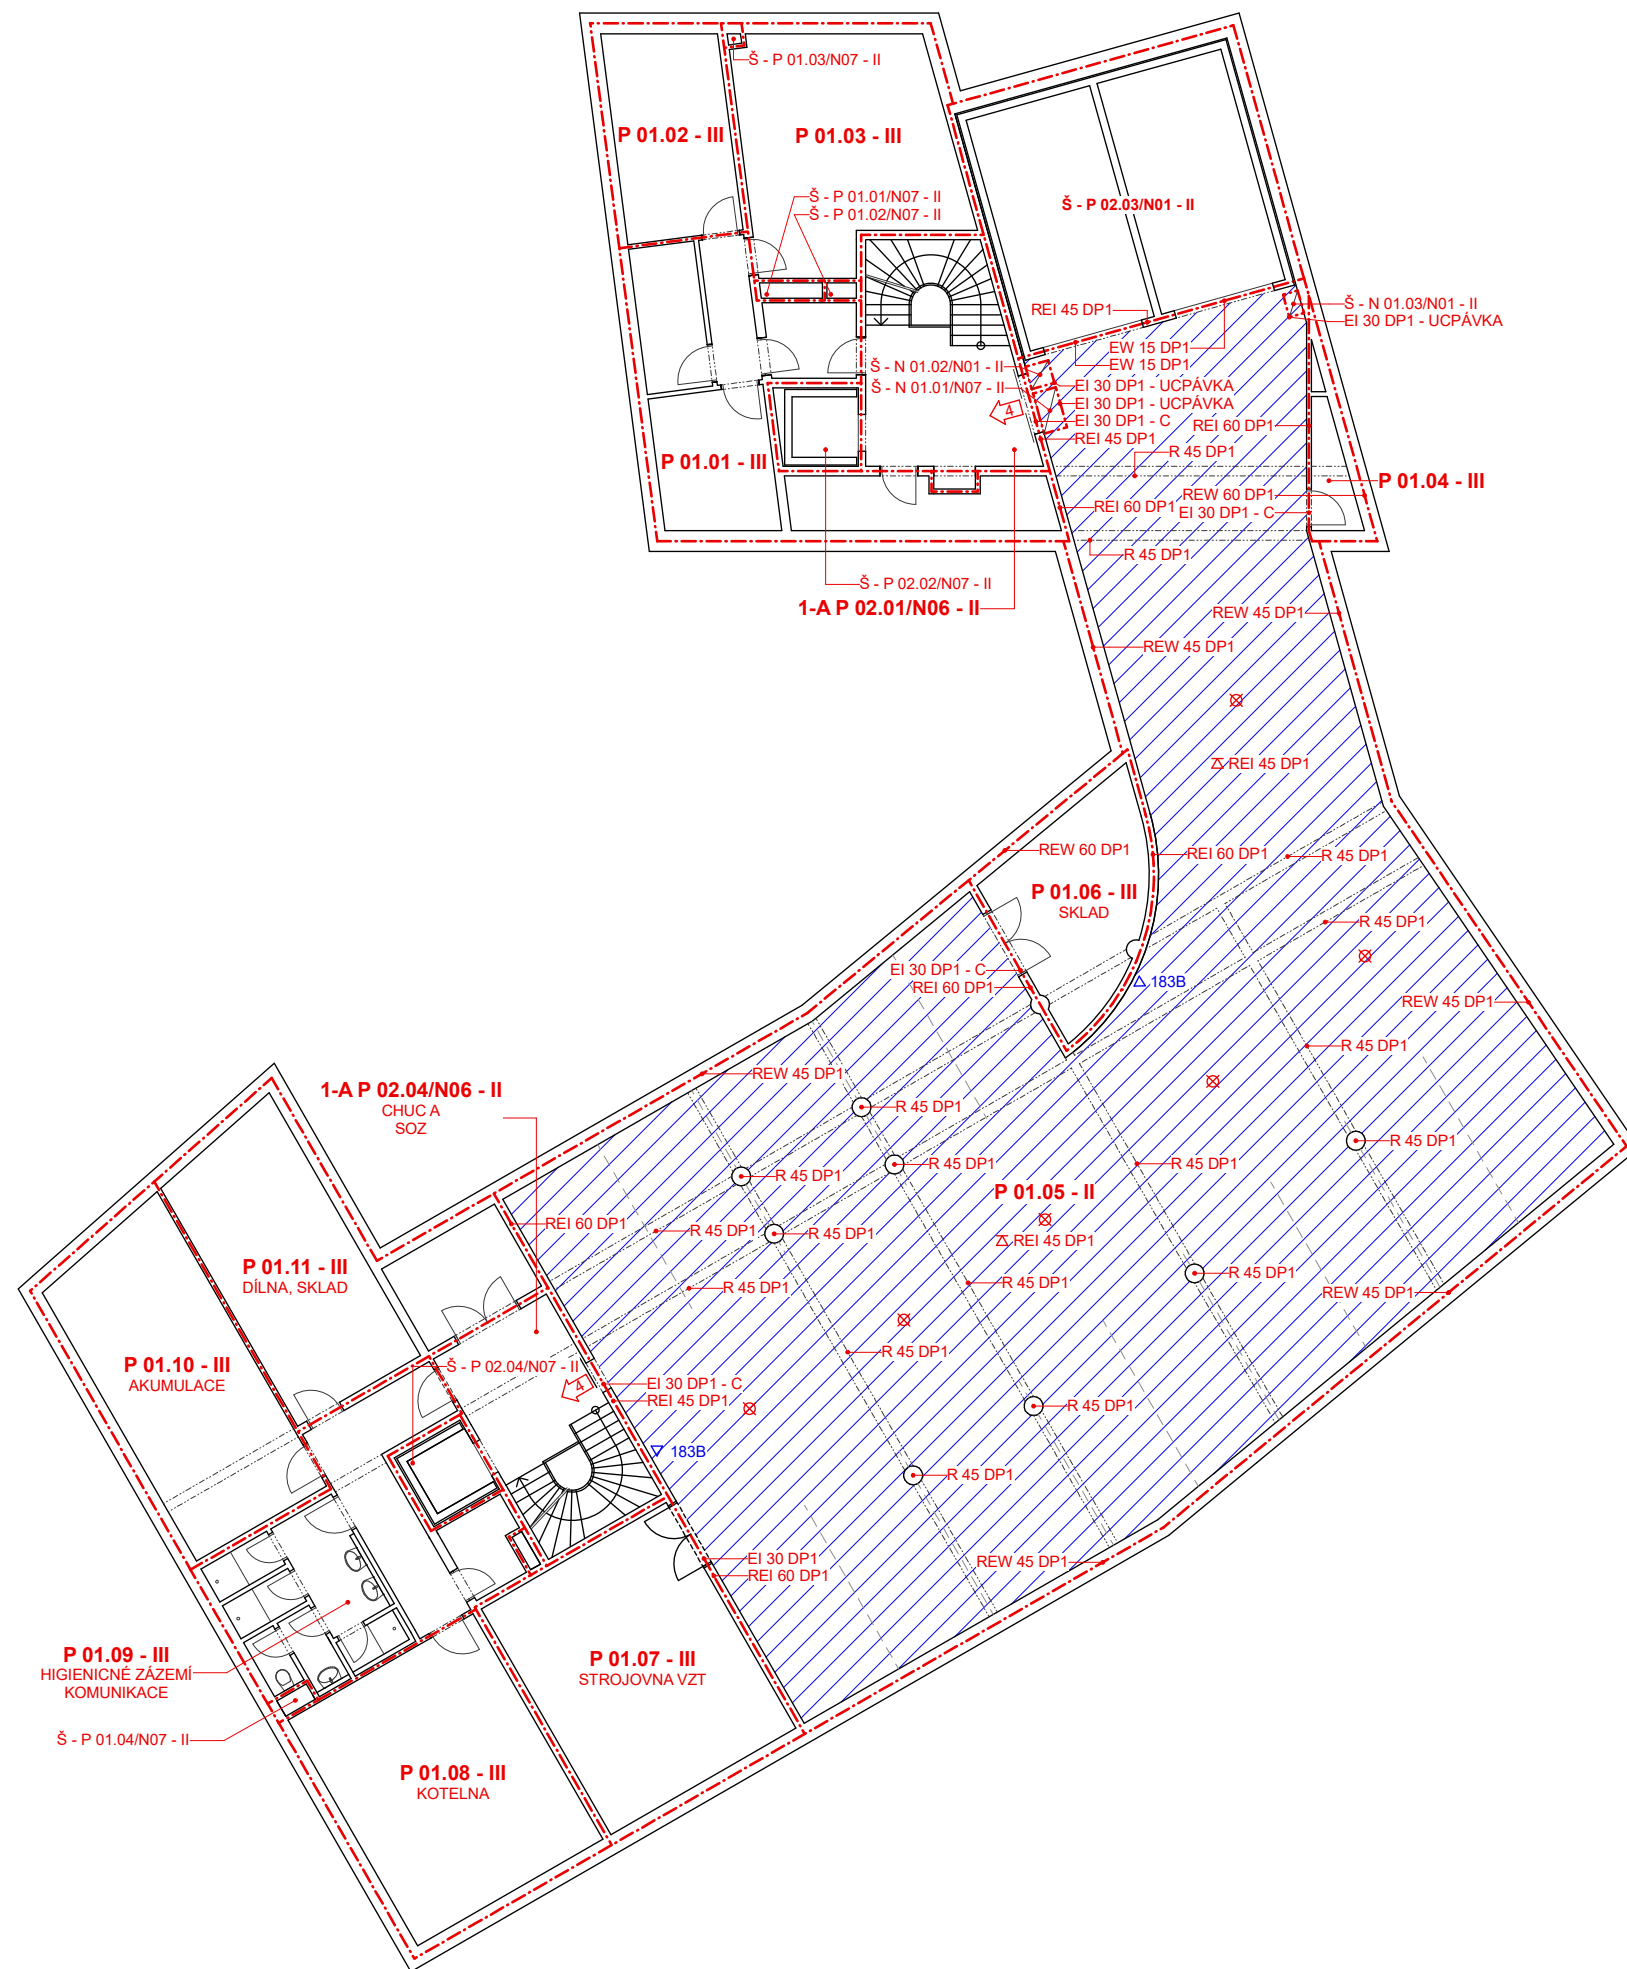 Š - P 01.03/N07 - II
P 01.02 - III
P 01.03 - III
Š - P 01.01/N07 - II
Š - P 01.02/N07 - II
Š - P 02.03/N01 - II
REI 45 DP1
Š - N 01.03/N01 - II
EI 30 DP1 - UCPÁVKA
EW 15 DP1
EW 15 DP1
Š - N 01.02/N01 - II
Š - N 01.01/N07 - II
EI 30 DP1 - UCPÁVKA
EI 30 DP1 - UCPÁVKA
4
EI 30 DP1 - C
REI 60 DP1
REI 45 DP1
R 45 DP1
P 01.01 - III
P 01.04 - III
REW 60 DP1
REI 60 DP1
EI 30 DP1 - C
R 45 DP1
Š - P 02.02/N07 - II
1-A P 02.01/N06 - II
REW 45 DP1
REW 45 DP1
REI 45 DP1
REW 60 DP1
REI 60 DP1
R 45 DP1
P 01.06 - III
SKLAD
R 45 DP1
EI 30 DP1 - C
REI 60 DP1
183B
REW 45 DP1
R 45 DP1
REW 45 DP1
1-A P 02.04/N06 - II
CHUC A
SOZ
R 45 DP1
R 45 DP1
R 45 DP1
R 45 DP1
R 45 DP1
P 01.05 - II
REI 60 DP1
R 45 DP1
R 45 DP1
REI 45 DP1
P 01.11 - III
DÍLNA, SKLAD
R 45 DP1
R 45 DP1
R 45 DP1
REW 45 DP1
R 45 DP1
P 01.10 - III
AKUMULACE
Š - P 02.04/N07 - II
4
EI 30 DP1 - C
REI 45 DP1
R 45 DP1
183B
R 45 DP1
EI 30 DP1
REI 60 DP1
REW 45 DP1
P 01.09 - III
HIGIENICNÉ ZÁZEMÍ
KOMUNIKACE
P 01.07 - III
STROJOVNA VZT
Š - P 01.04/N07 - II
P 01.08 - III
KOTELNA